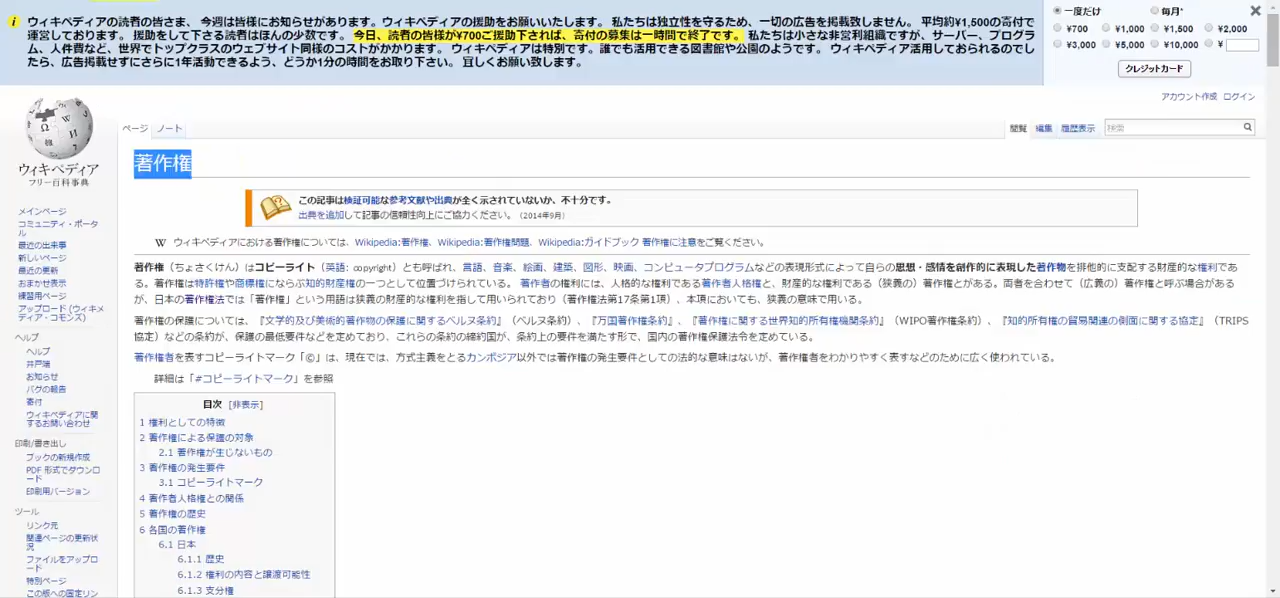 ウィキペディアの読者の皆さま、 今週は皆様にお知らせがあります。ウィキペディアの援助をお願いいたします。 私たちは独立性を守るため、一切の広告を掲載致しません。 平均約¥1,500の寄付で
運営しております。 援助をして下さる読者はほんの少数です。 今日、読者の皆様が¥700ご援助下されば、寄付の募集は一時間で終了です。 私たちは小さな非営利組織ですが、サーバー、プログラ
ム、人件費など、世界でトップクラスのウェブサイト同様のコストがかかります。 ウィキペディアは特別です。誰でも活用できる図書館や公園のようです。 ウィキペディア活用しておられるのでし
たら、広告掲載せずにさらに1年活動できるよう、どうか1分の時間をお取り下さい。 宜しくお願い致します。
一度だけ 毎月*
¥700 ¥1,000 ¥1,500 ¥2,000
¥3,000 ¥5,000 ¥10,000 ¥
クレジットカード
アカウント作成 ログイン
ウィキペディア
フリー百科事典
ページ ノート
閲覧 編集 履歴表示 検索
メインページ
コミュニティ・ポータ
ル
最近の出来事
新しいページ
最近の更新
おまかせ表示
練習用ページ
アップロード (ウィキメ
ディア・コモンズ)
ヘルプ
ヘルプ
井戸端
お知らせ
バグの報告
寄付
ウィキペディアに関
するお問い合わせ
印刷/書き出し
ブックの新規作成
PDF 形式でダウンロ
ード
印刷用バージョン
ツール
リンク元
関連ページの更新状
況
ファイルをアップロ
ード
特別ページ
この版への固定リン
著作権
この記事は検証可能な参考文献や出典が全く示されていないか、不十分です。
出典を追加して記事の信頼性向上にご協力ください。（2014年9月）
W ウィキペディアにおける著作権については、Wikipedia:著作権、Wikipedia:著作権問題、Wikipedia:ガイドブック 著作権に注意をご覧ください。
著作権（ちょさくけん）はコピーライト（英語: copyright）とも呼ばれ、言語、音楽、絵画、建築、図形、映画、コンピュータプログラムなどの表現形式によって自らの思想・感情を創作的に表現した著作物を排他的に支配する財産的な権利であ
る。著作権は特許権や商標権にならぶ知的財産権の一つとして位置づけられている。 著作者の権利には、人格的な権利である著作者人格権と、財産的な権利である（狭義の）著作権とがある。両者を合わせて（広義の）著作権と呼ぶ場合がある
が、日本の著作権法では「著作権」という用語は狭義の財産的な権利を指して用いられており（著作権法第17条第1項）、本項においても、狭義の意味で用いる。
著作権の保護については、『文学的及び美術的著作物の保護に関するベルヌ条約』（ベルヌ条約）、『万国著作権条約』、『著作権に関する世界知的所有権機関条約』（WIPO著作権条約）、『知的所有権の貿易関連の側面に関する協定』（TRIPS
協定）などの条約が、保護の最低要件などを定めており、これらの条約の締約国が、条約上の要件を満たす形で、国内の著作権保護法令を定めている。
著作権者を表すコピーライトマーク「©」は、現在では、方式主義をとるカンボジア以外では著作権の発生要件としての法的な意味はないが、著作権者をわかりやすく表すなどのために広く使われている。
詳細は「#コピーライトマーク」を参照
目次 [非表示]
1 権利としての特徴
2 著作権による保護の対象
2.1 著作権が生じないもの
3 著作権の発生要件
3.1 コピーライトマーク
4 著作者人格権との関係
5 著作権の歴史
6 各国の著作権
6.1 日本
6.1.1 歴史
6.1.2 権利の内容と譲渡可能性
6.1.3 支分権